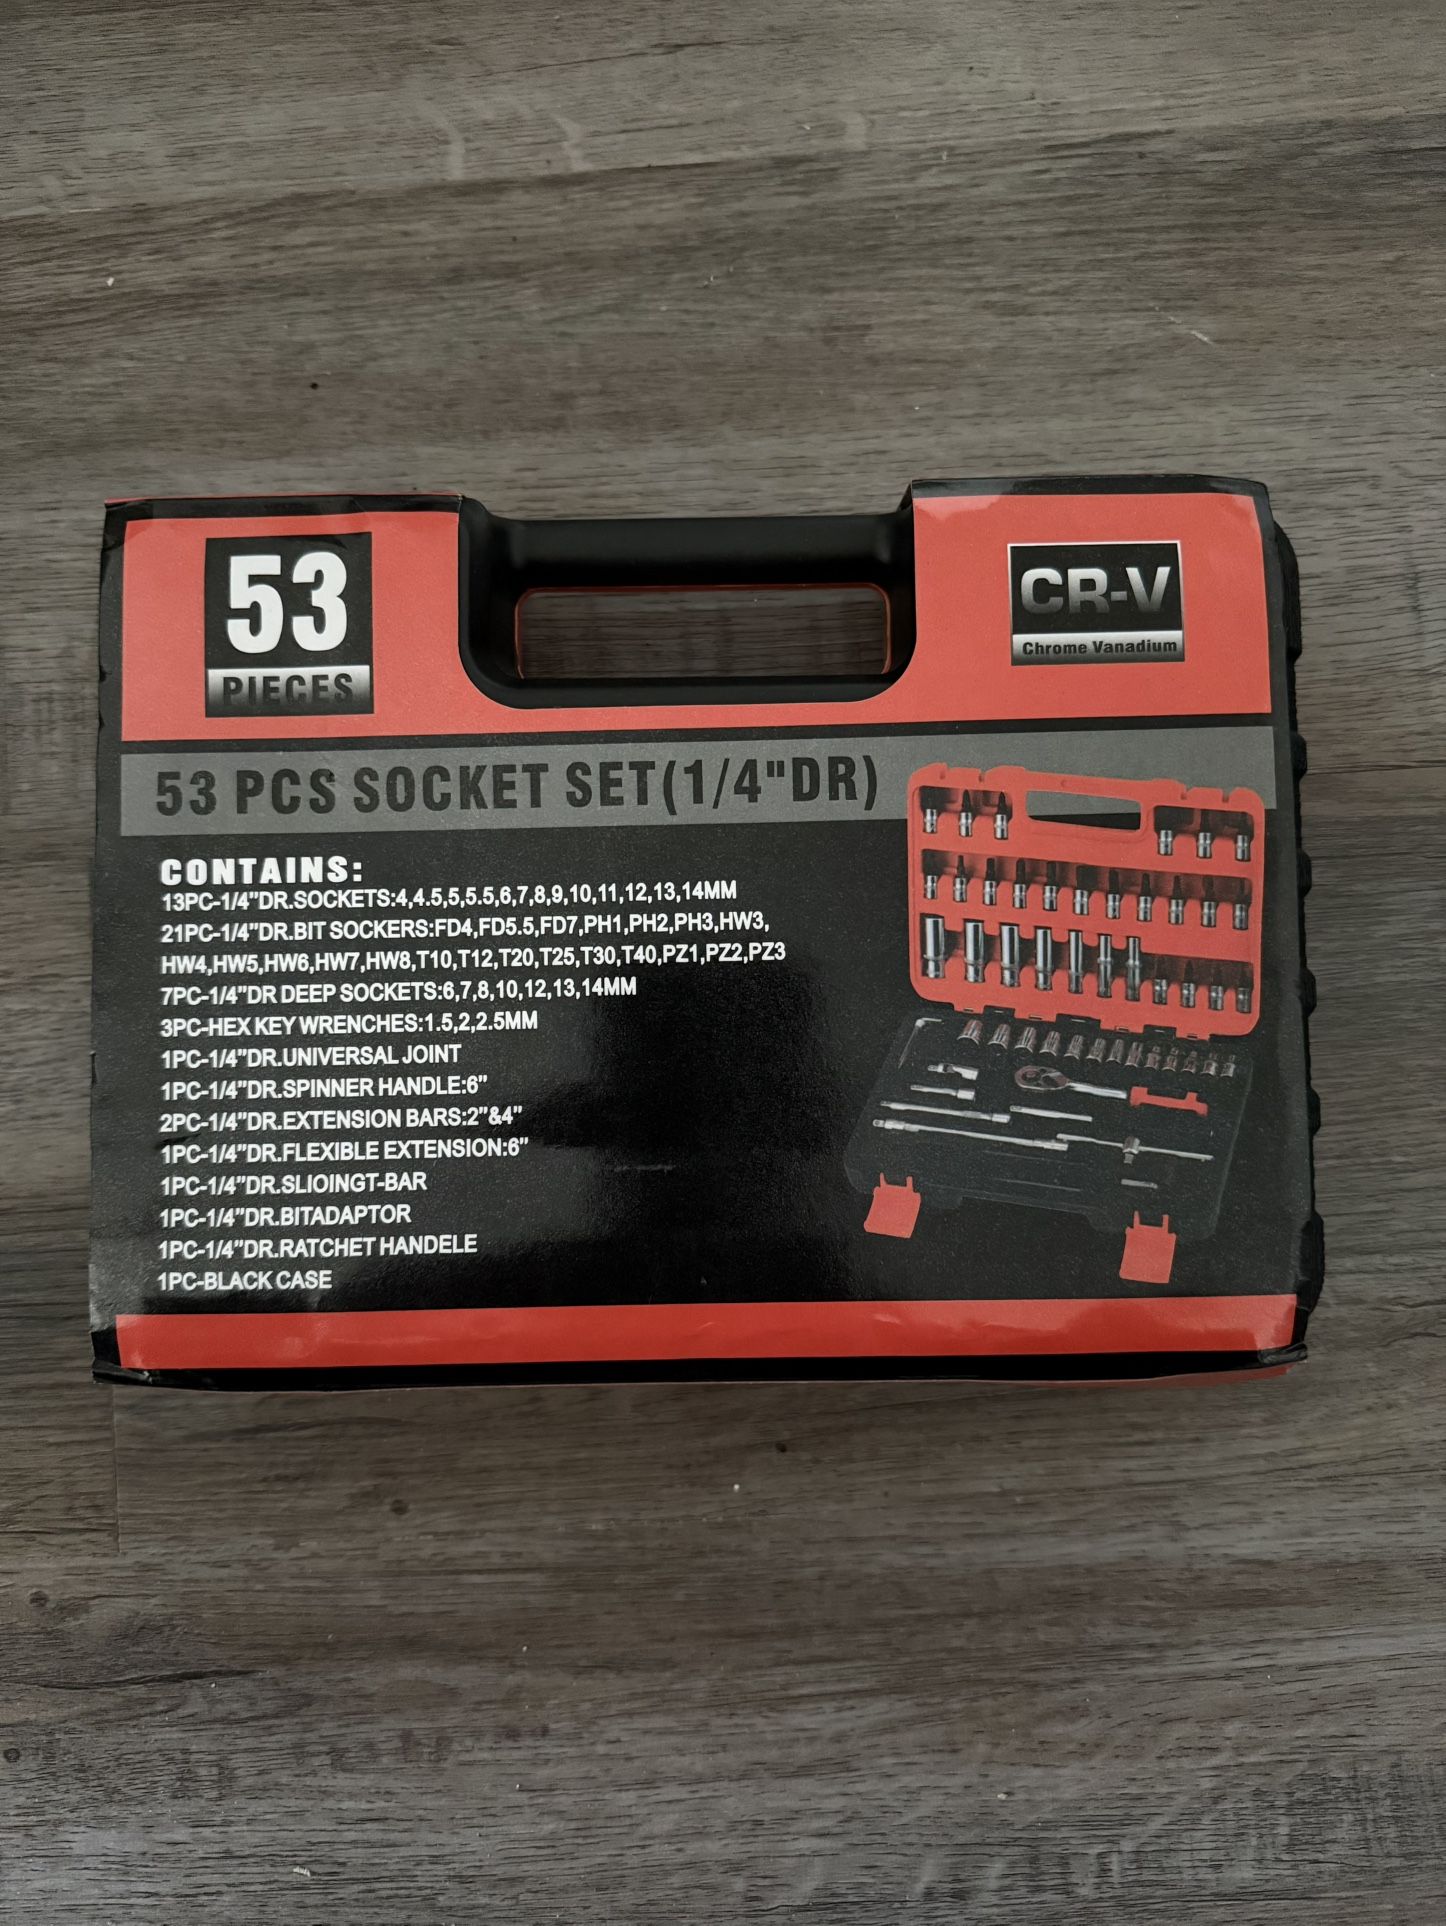 53
PIECES
CR-V
Chrome Vanadium
53 PCS SOCKET SET(1/4"DR)
CONTAINS:
13PC-1/4"DR.SOCKETS:4,4.5,5,5.5,6,7,8,9,10,11,12,13,14MM
21PC-1/4"DR.BIT SOCKERS:FD4,FD5.5,FD7,PH1,PH2,PH3,HW3,
HW4,HW5,HW6,HW7,HW8,T10,T12,T20,T25,T30,T40,PZ1,PZ2,PZ3
7PC-1/4"DR DEEP SOCKETS:6,7,8,10,12,13,14MM
3PC-HEX KEY WRENCHES:1.5,2,2.5MM
1PC-1/4"DR.UNIVERSAL JOINT
1PC-1/4"DR.SPINNER HANDLE:6"
2PC-1/4"DR.EXTENSION BARS:2"&4"
1PC-1/4"DR.FLEXIBLE EXTENSION:6"
1PC-1/4"DR.SLIOINGT-BAR
1PC-1/4"DR.BITADAPTOR
1PC-1/4"DR.RATCHET HANDELE
1PC-BLACK CASE